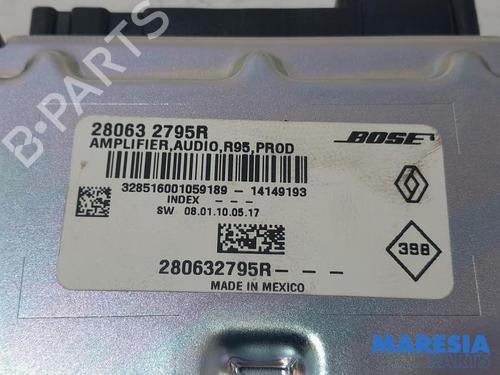 28063 2795R
AMPLIFIER,AUDIO,R95,PROD
BOSE
328516001059189 - 14149193
INDEX - - -
SW 08.01.10.05.17
398
280632795R- - -
MADE IN MEXICO
MARESIA
PARTS